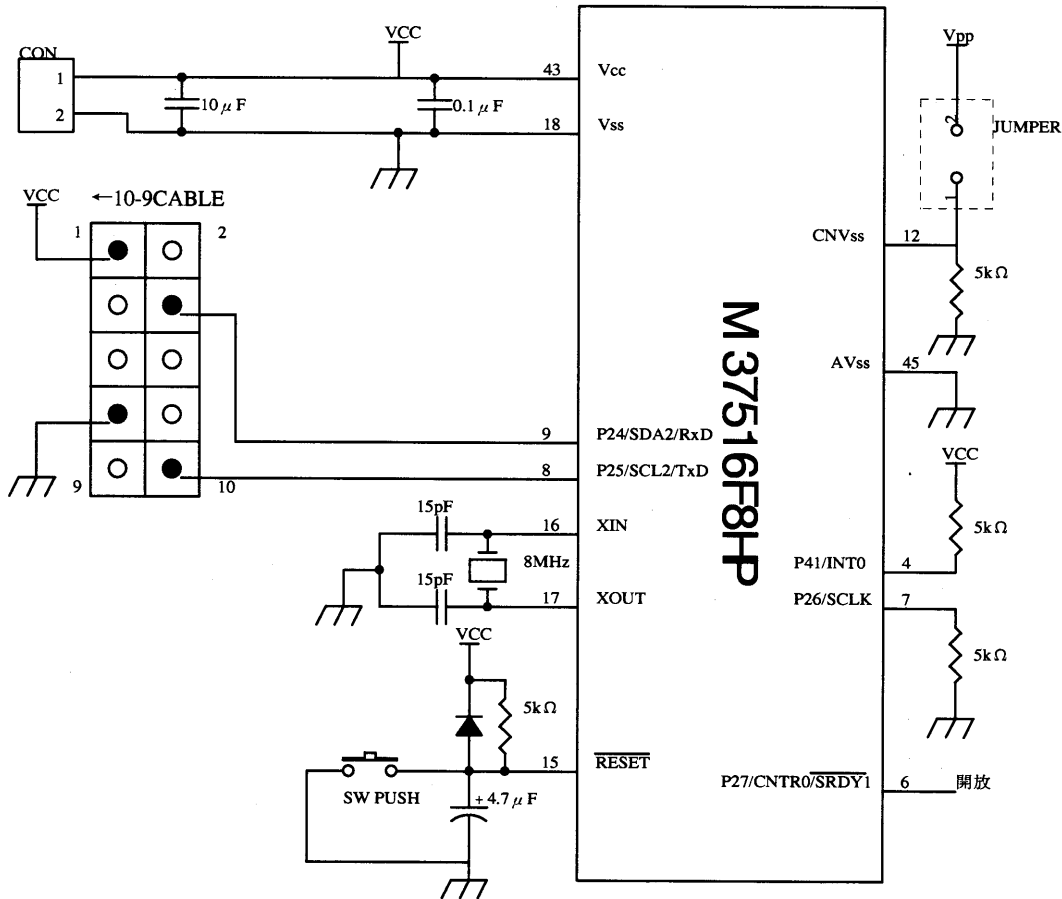 CON
1
2
VCC
10μF
0.1μF
43
18
Vcc
Vss
VCC
←10-9CABLE
1
2
9
10
9
8
P24/SDA2/RxD
P25/SCL2/TxD
15pF
15pF
8MHz
16
17
XIN
XOUT
VCC
5kΩ
SW PUSH
+ 4.7μF
15
RESET
M37516F8HP
Vpp
2
1
JUMPER
CNVss
12
5kΩ
AVss
45
VCC
5kΩ
P41/INT0
4
P26/SCLK
7
5kΩ
P27/CNTR0/SRDY1
6
開放